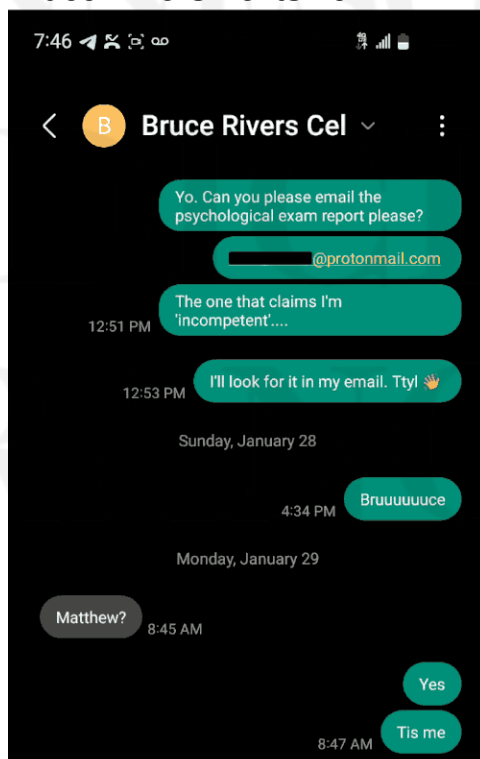 7:46
B Bruce Rivers Cel
Yo. Can you please email the
psychological exam report please?
@protonmail.com
The one that claims I'm
'incompetent'....
12:51 PM
I'll look for it in my email. Ttyl 👋
12:53 PM
Sunday, January 28
Bruuuuuuce
4:34 PM
Monday, January 29
Matthew?
8:45 AM
Yes
Tis me
8:47 AM